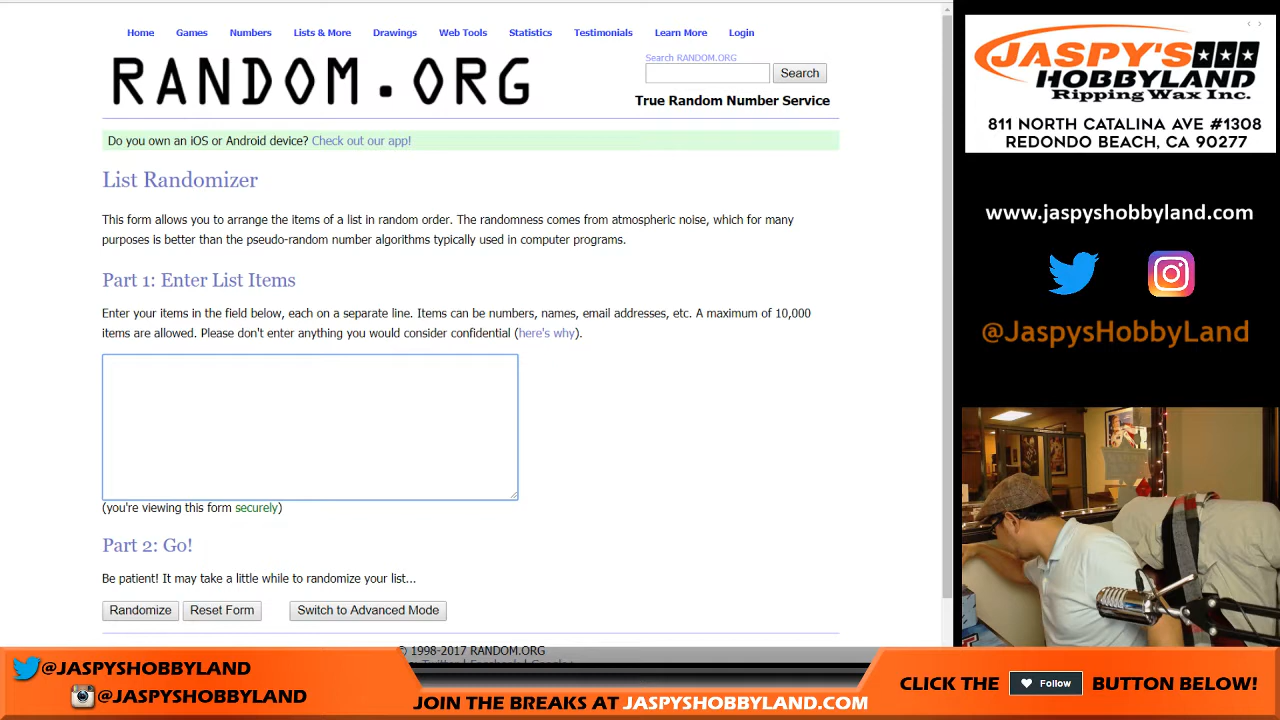 Home Games Numbers Lists & More Drawings Web Tools Statistics Testimonials Learn More Login
RANDOM.ORG
Search RANDOM.ORG
Search
True Random Number Service
Do you own an iOS or Android device? Check out our app!
List Randomizer
This form allows you to arrange the items of a list in random order. The randomness comes from atmospheric noise, which for many
purposes is better than the pseudo-random number algorithms typically used in computer programs.
Part 1: Enter List Items
Enter your items in the field below, each on a separate line. Items can be numbers, names, email addresses, etc. A maximum of 10,000
items are allowed. Please don't enter anything you would consider confidential (here's why).
(you're viewing this form securely)
Part 2: Go!
Be patient! It may take a little while to randomize your list...
Randomize Reset Form Switch to Advanced Mode
© 1998-2017 RANDOM.ORG
JASPY'S
HOBBYLAND
Ripping Wax Inc.
811 NORTH CATALINA AVE #1308
REDONDO BEACH, CA 90277
www.jaspyshobbyland.com
@JaspysHobbyLand
@JASPYSHOBBYLAND
@JASPYSHOBBYLAND
JOIN THE BREAKS AT JASPYSHOBBYLAND.COM
CLICK THE Follow BUTTON BELOW!